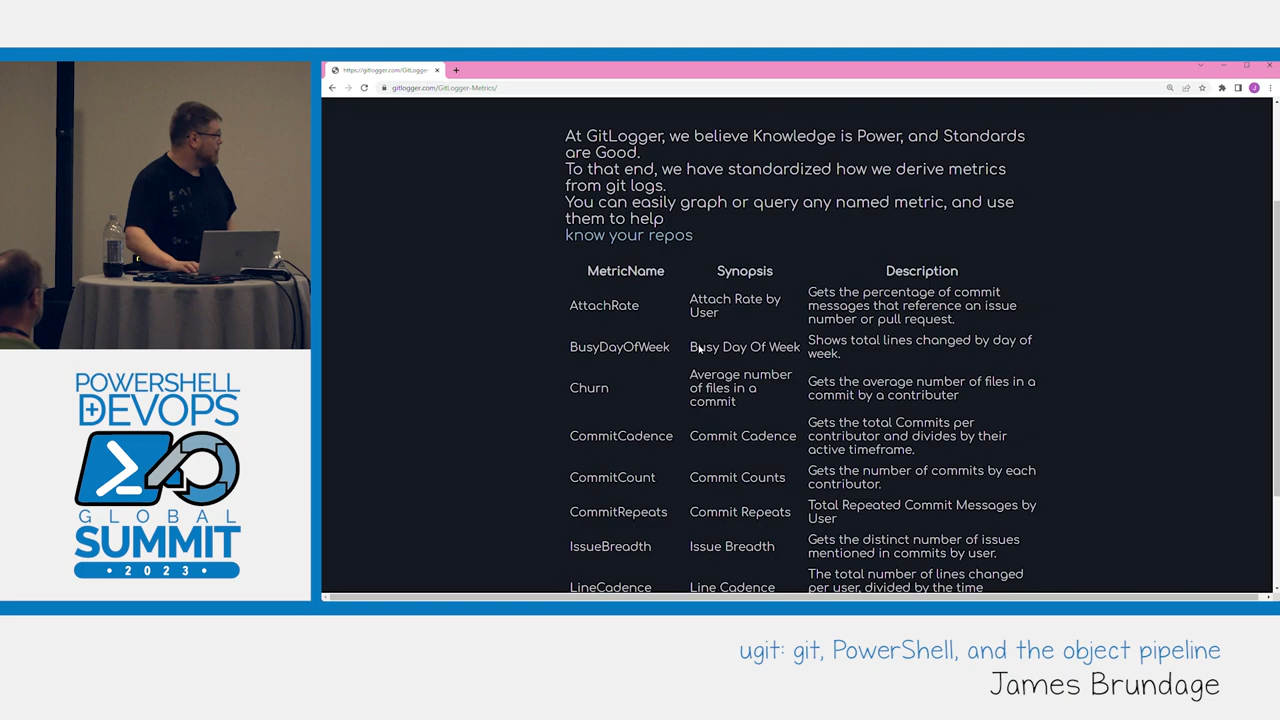 https://gitlogger.com/GitLogger
gitlogger.com/GitLogger-Metrics/
At GitLogger, we believe Knowledge is Power, and Standards
are Good.
To that end, we have standardized how we derive metrics
from git logs.
You can easily graph or query any named metric, and use
them to help
know your repos
MetricName Synopsis Description
AttachRate
Attach Rate by
User
Gets the percentage of commit
messages that reference an issue
number or pull request.
BusyDayOfWeek
Busy Day Of Week
Shows total lines changed by day of
week.
Churn
Average number
of files in a
commit
Gets the average number of files in a
commit by a contributer
CommitCadence
Commit Cadence
Gets the total Commits per
contributor and divides by their
active timeframe.
CommitCount
Commit Counts
Gets the number of commits by each
contributor.
CommitRepeats
Commit Repeats
Total Repeated Commit Messages by
User
IssueBreadth
Issue Breadth
Gets the distinct number of issues
mentioned in commits by user.
LineCadence
Line Cadence
The total number of lines changed
per user, divided by the time
POWERSHELL
+DEVOPS
GLOBAL
SUMMIT
• 2023 •
ugit: git, PowerShell, and the object pipeline
James Brundage